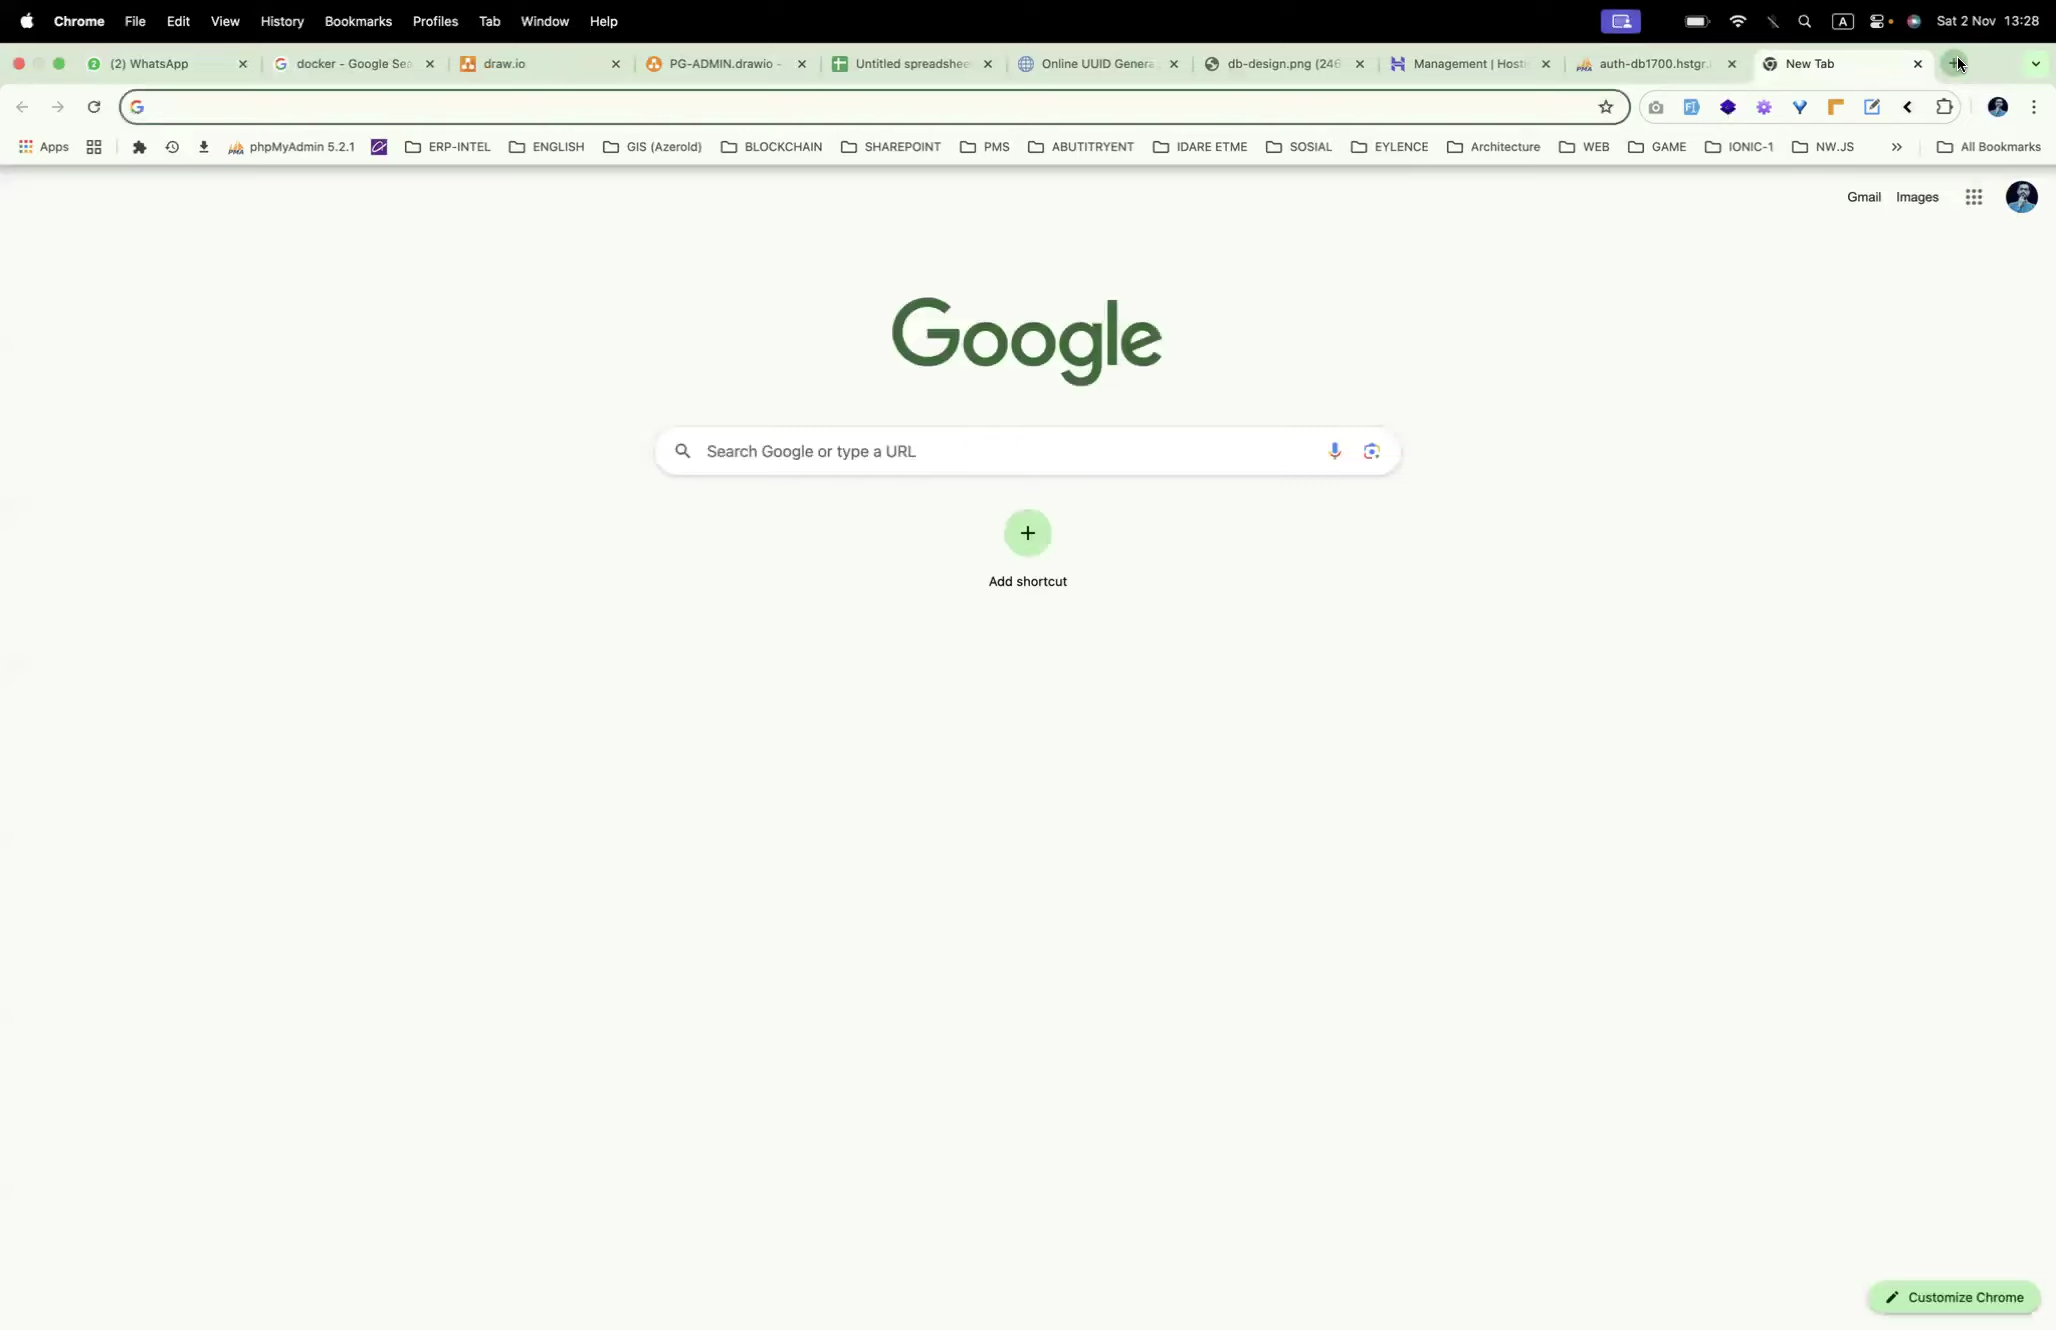 Chrome File Edit View History Bookmarks Profiles Tab Window Help A Sat 2 Nov 13:28
2 (2) WhatsApp docker - Google Sea draw.io PG-ADMIN.drawio - Untitled spreadshee Online UUID Genera db-design.png (246 Management | Hosti auth-db1700.hstgr. New Tab
Apps phpMyAdmin 5.2.1 ERP-INTEL ENGLISH GIS (Azerold) BLOCKCHAIN SHAREPOINT PMS ABUTITRYENT IDARE ETME SOSIAL EYLENCE Architecture WEB GAME IONIC-1 NW.JS » All Bookmarks
Gmail Images
Google
Search Google or type a URL
Add shortcut
Customize Chrome